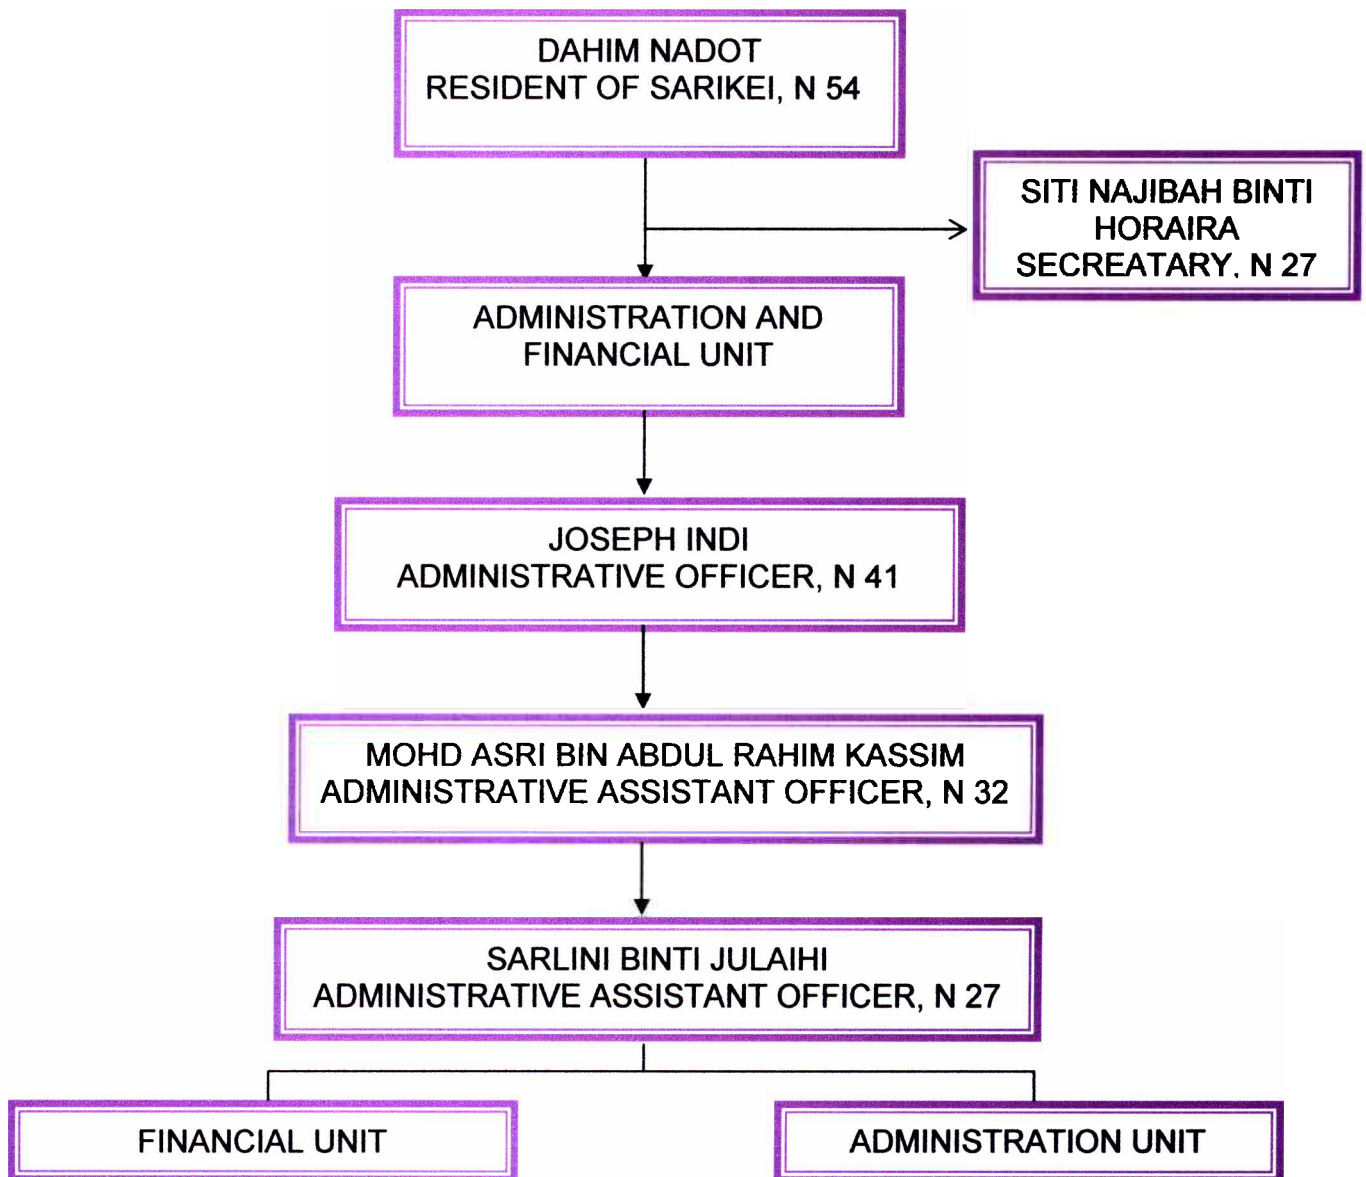 DAHIM NADOT
RESIDENT OF SARIKEI, N 54
SITI NAJIBAH BINTI
HORAIRA
SECREATARY, N 27
ADMINISTRATION AND
FINANCIAL UNIT
JOSEPH INDI
ADMINISTRATIVE OFFICER, N 41
MOHD ASRI BIN ABDUL RAHIM KASSIM
ADMINISTRATIVE ASSISTANT OFFICER, N 32
SARLINI BINTI JULAIHI
ADMINISTRATIVE ASSISTANT OFFICER, N 27
FINANCIAL UNIT
ADMINISTRATION UNIT